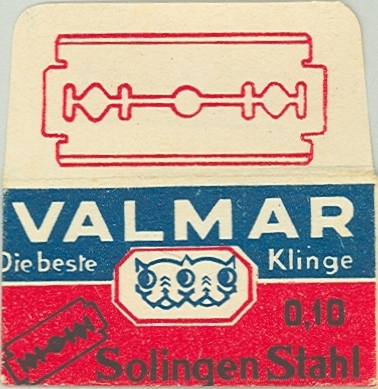 VALMAR
Die beste Klinge
0,10
Solingen Stahl